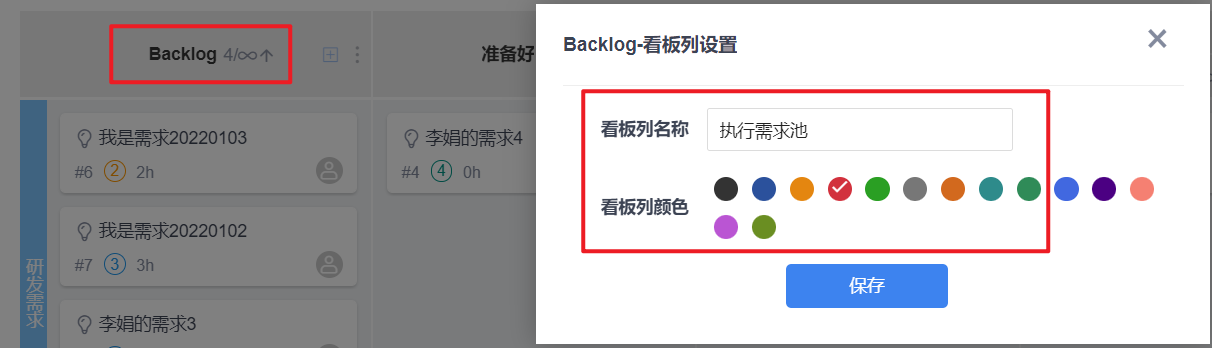 Backlog 4/∞↑
准备好
研发需求
我是需求20220103
#6 2 2h
我是需求20220102
#7 3 3h
李娟的需求3
李娟的需求4
#4 4 0h
Backlog-看板列设置
看板列名称 执行需求池
看板列颜色
保存